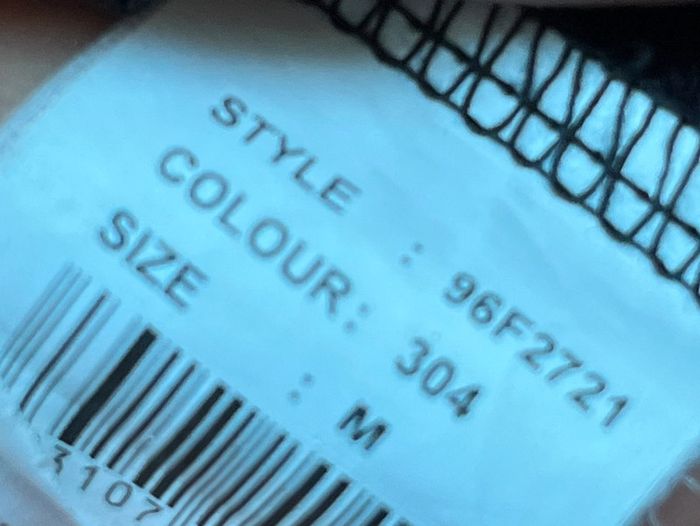 STYLE : 96F2721
COLOUR: 304
SIZE : M
3107